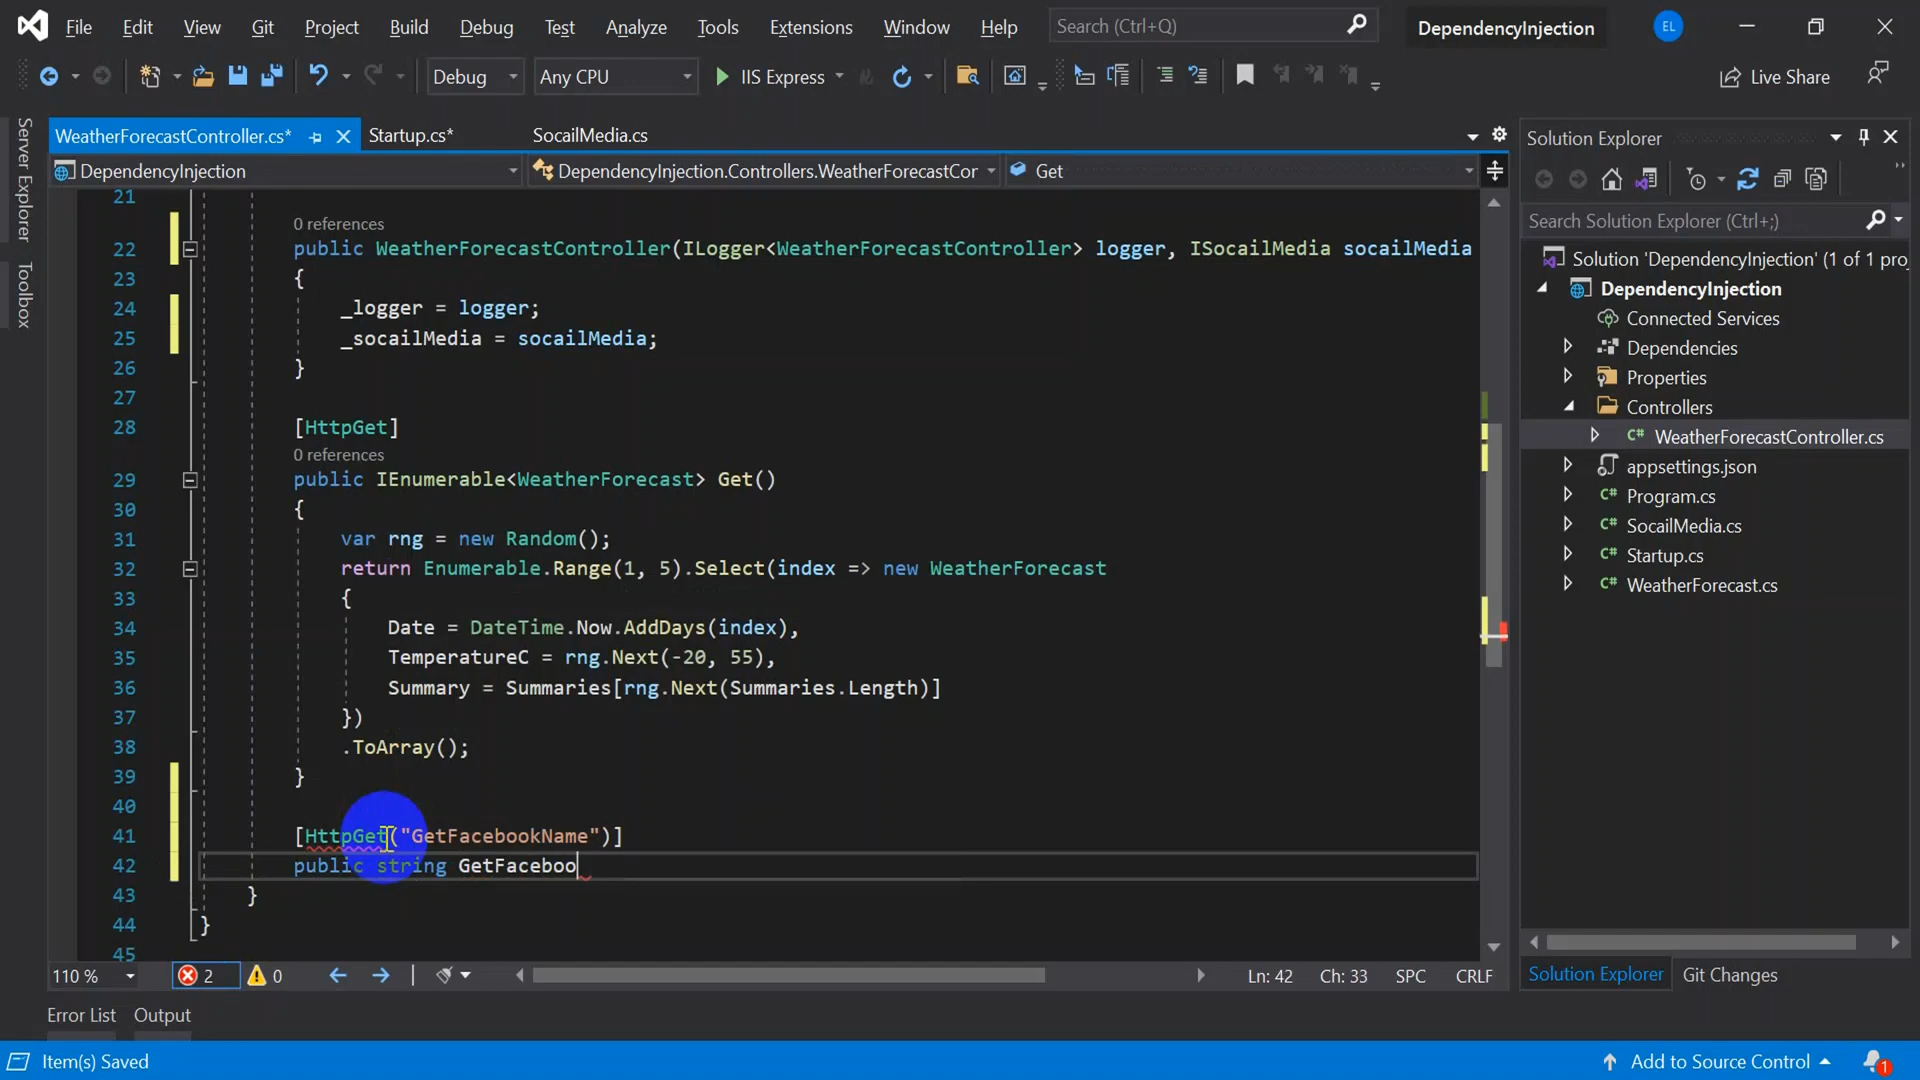 File Edit View Git Project Build Debug Test Analyze Tools Extensions Window Help Search (Ctrl+Q) DependencyInjection EL
Debug Any CPU IIS Express Live Share
Server Explorer
Toolbox
WeatherForecastController.cs* Startup.cs* SocailMedia.cs
DependencyInjection DependencyInjection.Controllers.WeatherForecastCor Get
21
0 references
22 public WeatherForecastController(ILogger<WeatherForecastController> logger, ISocailMedia socailMedia
23 {
24 _logger = logger;
25 _socailMedia = socailMedia;
26 }
27
28 [HttpGet]
0 references
29 public IEnumerable<WeatherForecast> Get()
30 {
31 var rng = new Random();
32 return Enumerable.Range(1, 5).Select(index => new WeatherForecast
33 {
34 Date = DateTime.Now.AddDays(index),
35 TemperatureC = rng.Next(-20, 55),
36 Summary = Summaries[rng.Next(Summaries.Length)]
37 })
38 .ToArray();
39 }
40
41 [HttpGet("GetFacebookName")]
42 public string GetFaceboo
43 }
44 }
45
110 % 2 0 Ln: 42 Ch: 33 SPC CRLF
Solution Explorer
Search Solution Explorer (Ctrl+;)
Solution 'DependencyInjection' (1 of 1 proj
DependencyInjection
Connected Services
Dependencies
Properties
Controllers
C# WeatherForecastController.cs
appsettings.json
C# Program.cs
C# SocailMedia.cs
C# Startup.cs
C# WeatherForecast.cs
Solution Explorer Git Changes
Error List Output
Item(s) Saved Add to Source Control 1